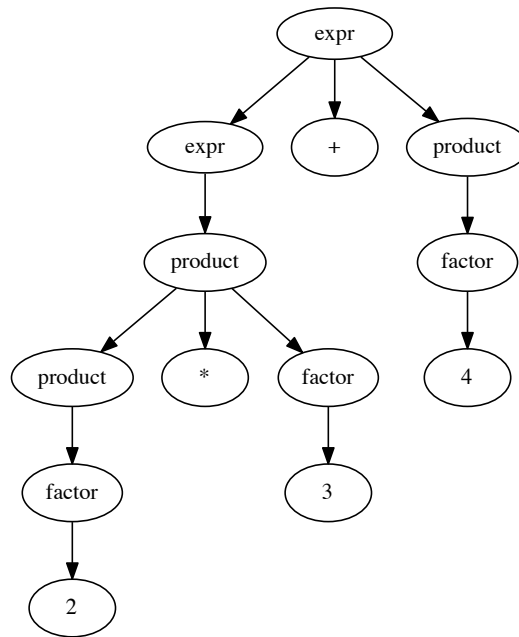 expr
expr + product
product factor
product * factor 4
factor 3
2